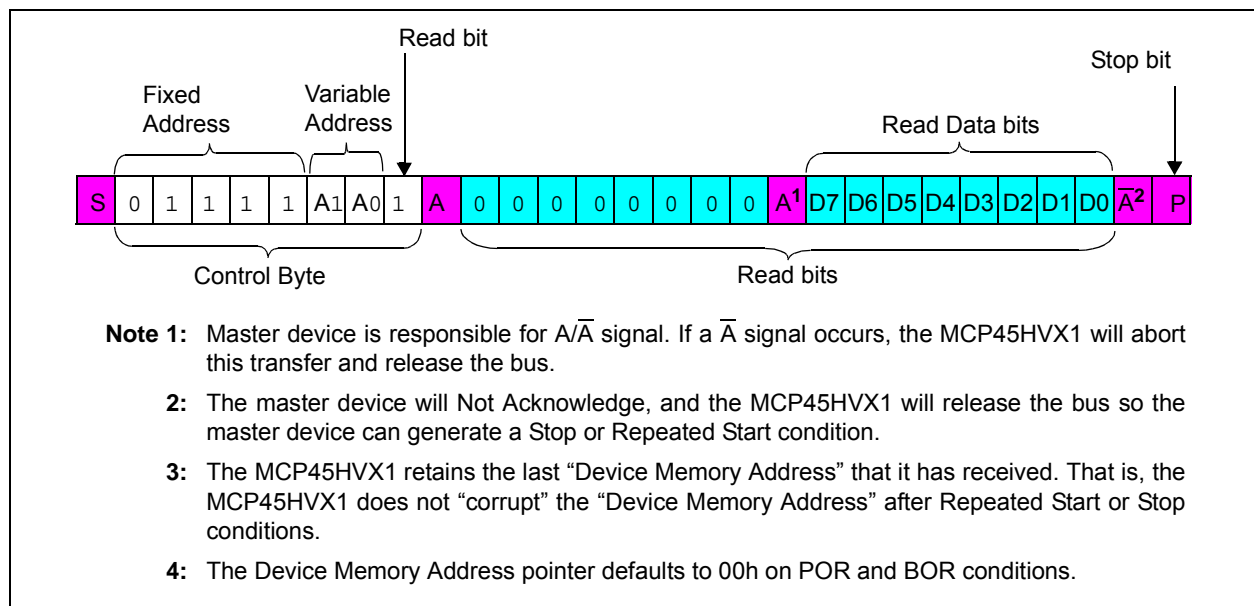 Read bit
Stop bit
Fixed Address
Variable Address
Read Data bits
S 0 1 1 1 1 A1 A0 1 A 0 0 0 0 0 0 0 0 A¹ D7 D6 D5 D4 D3 D2 D1 D0 A̅² P
Control Byte
Read bits
Note 1: Master device is responsible for A/A̅ signal. If a A̅ signal occurs, the MCP45HVX1 will abort
this transfer and release the bus.
2: The master device will Not Acknowledge, and the MCP45HVX1 will release the bus so the
master device can generate a Stop or Repeated Start condition.
3: The MCP45HVX1 retains the last “Device Memory Address” that it has received. That is, the
MCP45HVX1 does not “corrupt” the “Device Memory Address” after Repeated Start or Stop
conditions.
4: The Device Memory Address pointer defaults to 00h on POR and BOR conditions.